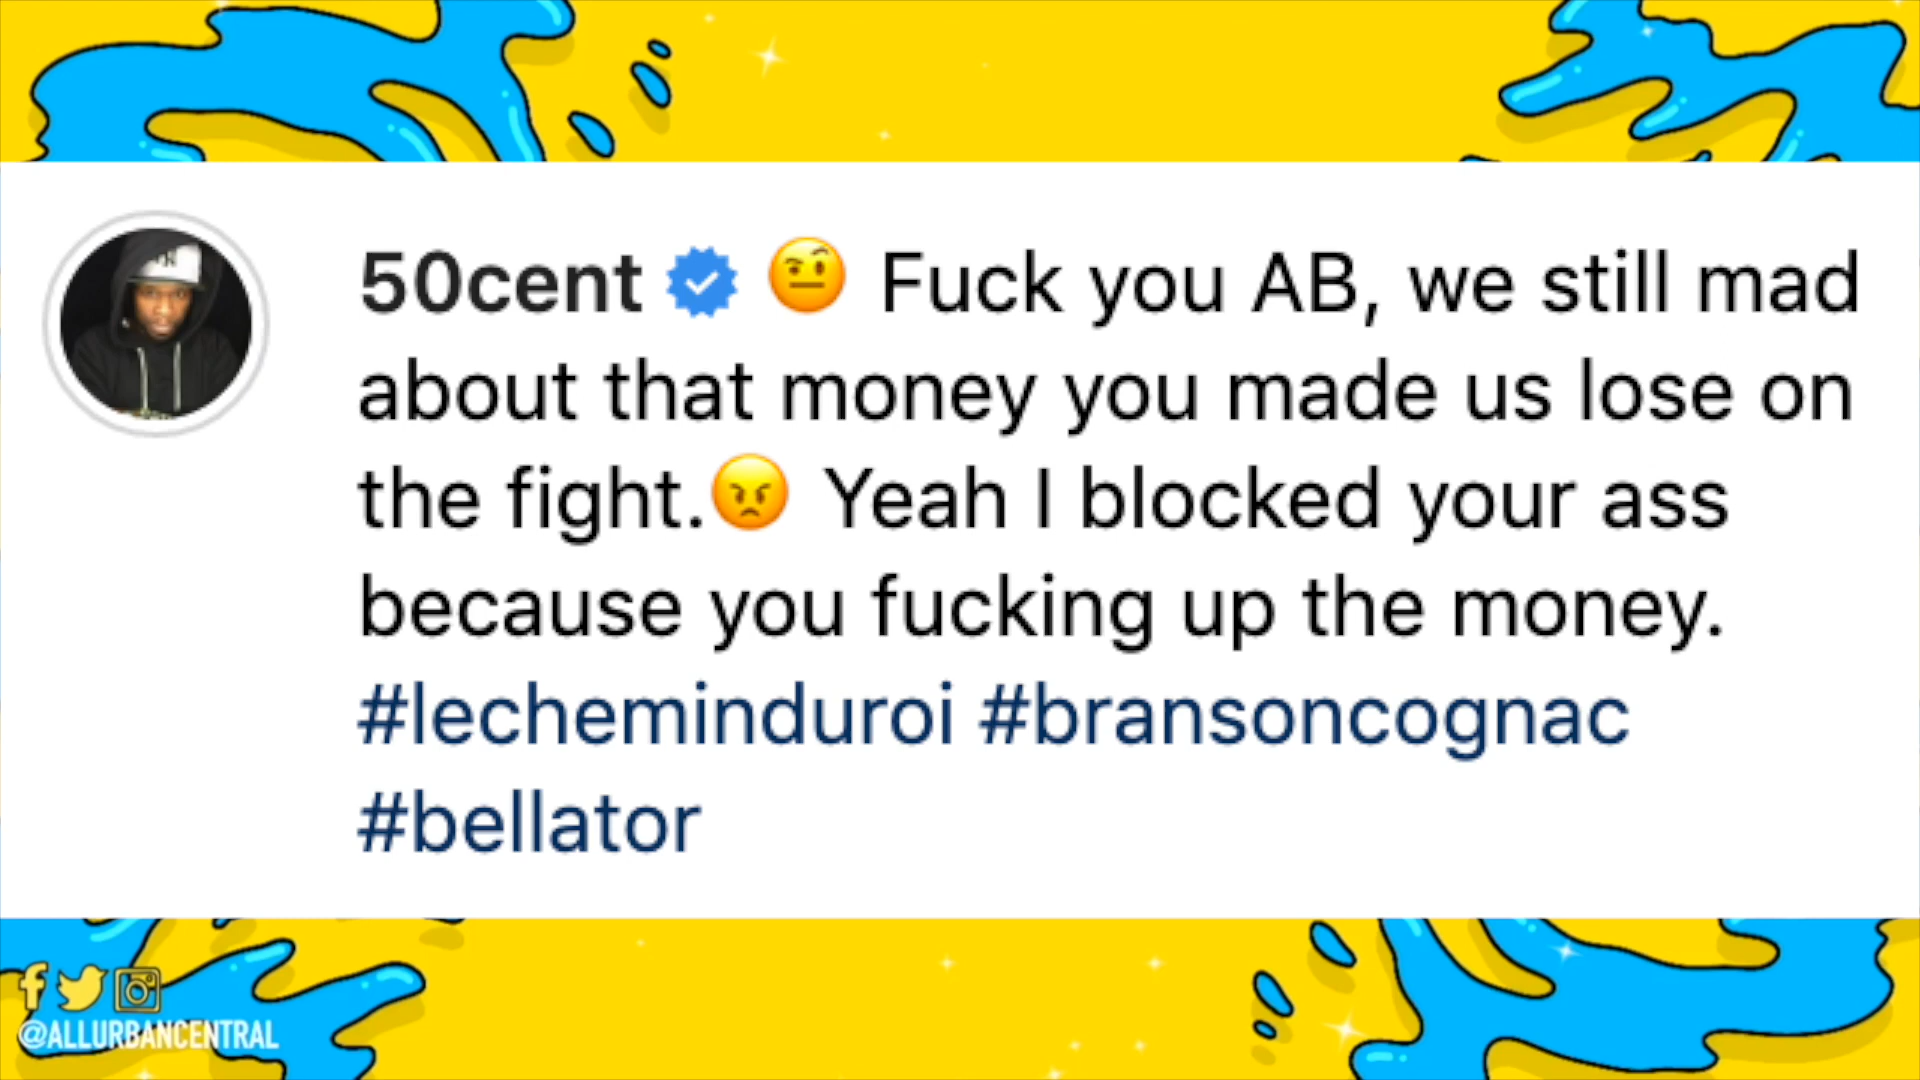 50cent 🤨 Fuck you AB, we still mad
about that money you made us lose on
the fight.😠 Yeah I blocked your ass
because you fucking up the money.
#lecheminduroi #bransoncognac
#bellator
@ALLURBANCENTRAL